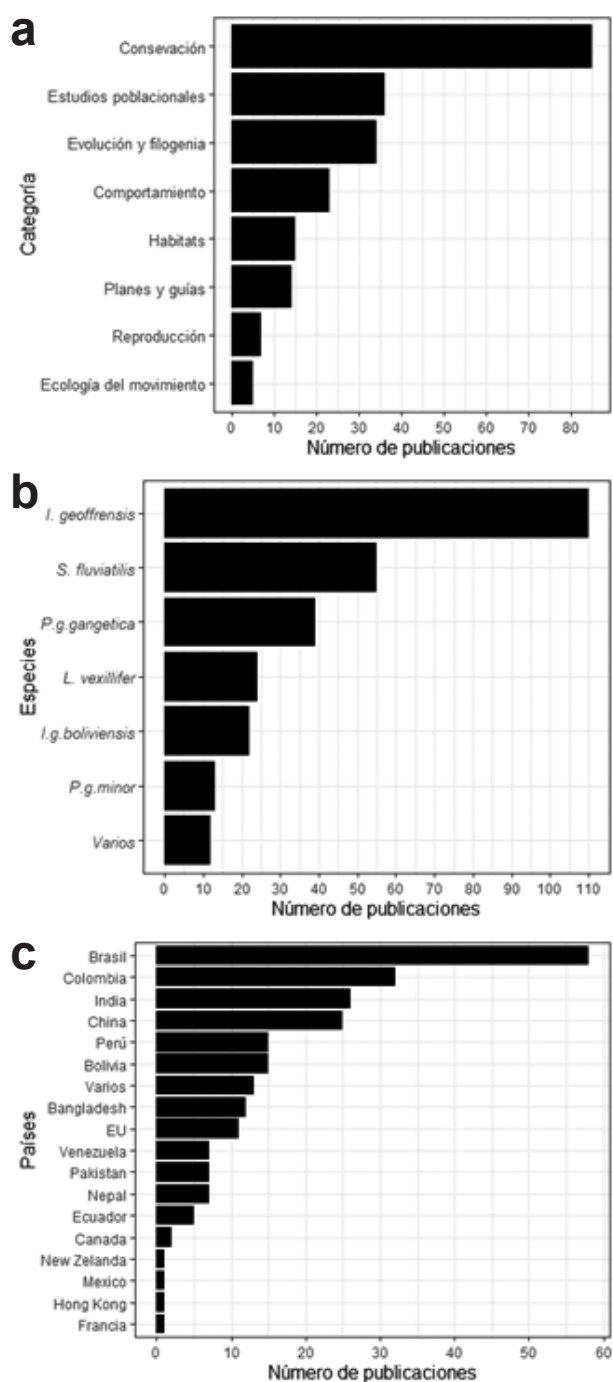 a
Categoría
Consevación
Estudios poblacionales
Evolución y filogenia
Comportamiento
Habitats
Planes y guías
Reproducción
Ecología del movimiento
0 10 20 30 40 50 60 70 80
Número de publicaciones
b
Especies
I. geoffrensis
S. fluviatilis
P.g.gangetica
L. vexillifer
I.g.boliviensis
P.g.minor
Varios
0 10 20 30 40 50 60 70 80 90 100 110
Número de publicaciones
c
Países
Brasil
Colombia
India
China
Perú
Bolivia
Varios
Bangladesh
EU
Venezuela
Pakistan
Nepal
Ecuador
Canada
New Zelanda
Mexico
Hong Kong
Francia
0 10 20 30 40 50 60
Número de publicaciones